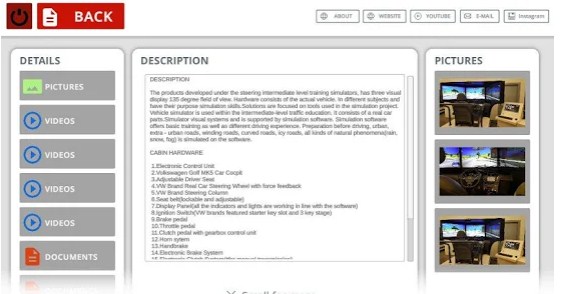 BACK
ABOUT
WEBSITE
YOUTUBE
E-MAIL
Instagram
DETAILS
PICTURES
VIDEOS
VIDEOS
VIDEOS
VIDEOS
DOCUMENTS
DESCRIPTION
DESCRIPTION
The products developed under the steering intermediate level training simulators, has three visual
display 135 degree field of view. Hardware consists of the actual vehicle. In different subjects and
have their purpose simulation skills.Solutions are focused on tools used in the simulation project.
Vehicle simulator is used within the intermediate-level traffic education, it consists of a real car
parts.Simulator visual systems and is supported by simulation software. Simulation software
offers basic training as well as different driving experience. Preparation before driving, urban,
extra - urban roads, winding roads, curved roads, icy roads, all kinds of natural phenomena(rain,
snow, fog) is simulated on the software.
CABIN HARDWARE
1.Electronic Control Unit
2.Volkswagen Golf MK5 Car Cocpit
3.Adjustable Driver Seat
4.VW Brand Real Car Steering Wheel with force feedback
5.VW Brand Steering Column
6.Seat belt(lockable and adjustable)
7.Display Panel(all the indicators and lights are working in line with the software)
8.Ignition Switch(VW brands featured starter key slot and 3 key stage)
9.Brake pedal
10.Throttle pedal
11.Clutch pedal with gearbox control unit
12.Horn sytem
13.Handbrake
14.Electronic Brake System
PICTURES